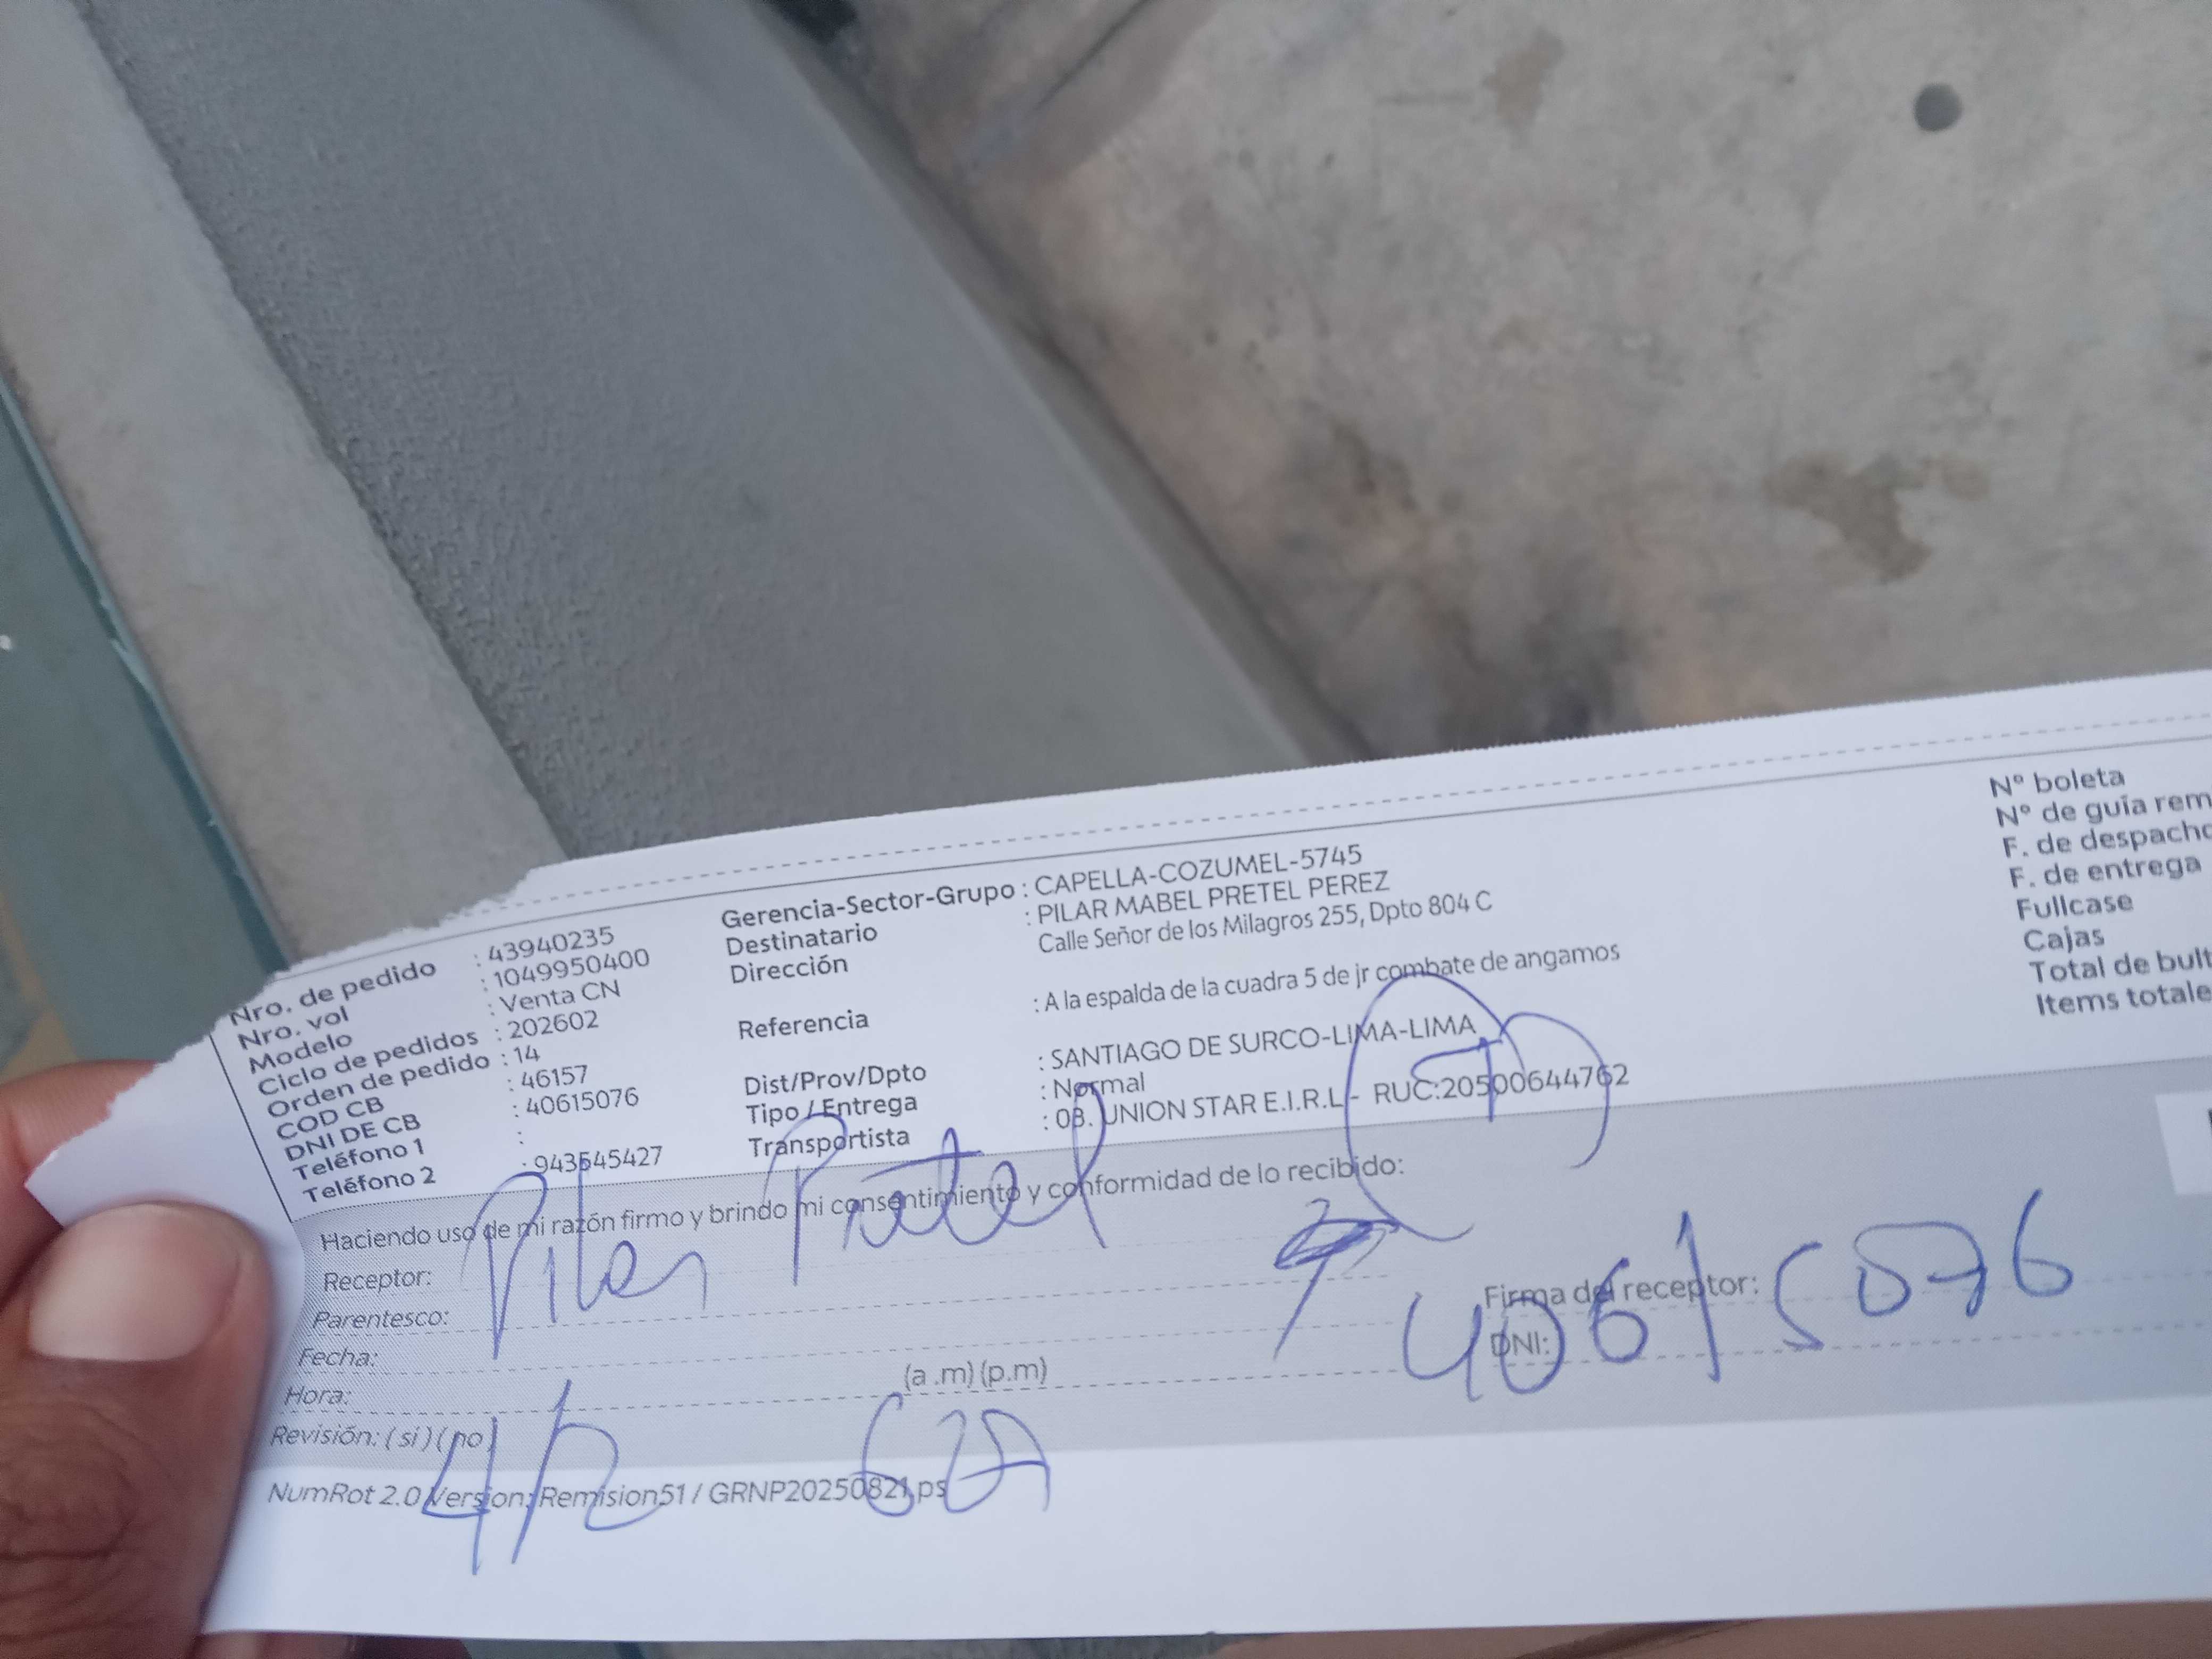 Nro. de pedido : 43940235
Nro. vol : 1049950400
Modelo : Venta CN
Ciclo de pedidos : 202602
Orden de pedido : 14
COD CB : 46157
DNI DE CB : 40615076
Teléfono 1 :
Teléfono 2 : 943545427
Gerencia-Sector-Grupo : CAPELLA-COZUMEL-5745
Destinatario : PILAR MABEL PRETEL PEREZ
Dirección Calle Señor de los Milagros 255, Dpto 804 C
Referencia : A la espalda de la cuadra 5 de jr combate de angamos
Dist/Prov/Dpto : SANTIAGO DE SURCO-LIMA-LIMA
Tipo / Entrega : Normal
Transportista : 08. UNION STAR E.I.R.L - RUC:20500644762
N° boleta
N° de guía rem
F. de despacho
F. de entrega
Fullcase
Cajas
Total de bult
Items totale
Haciendo uso de mi razón firmo y brindo mi consentimiento y conformidad de lo recibido:
Receptor: Pilar Pretel
Parentesco:
Fecha:
Hora: (a .m) (p.m)
Revisión: ( si ) ( no )
4/2
Firma del receptor:
DNI: 40615076
NumRot 2.0 Version: Remision51 / GRNP20250821.ps